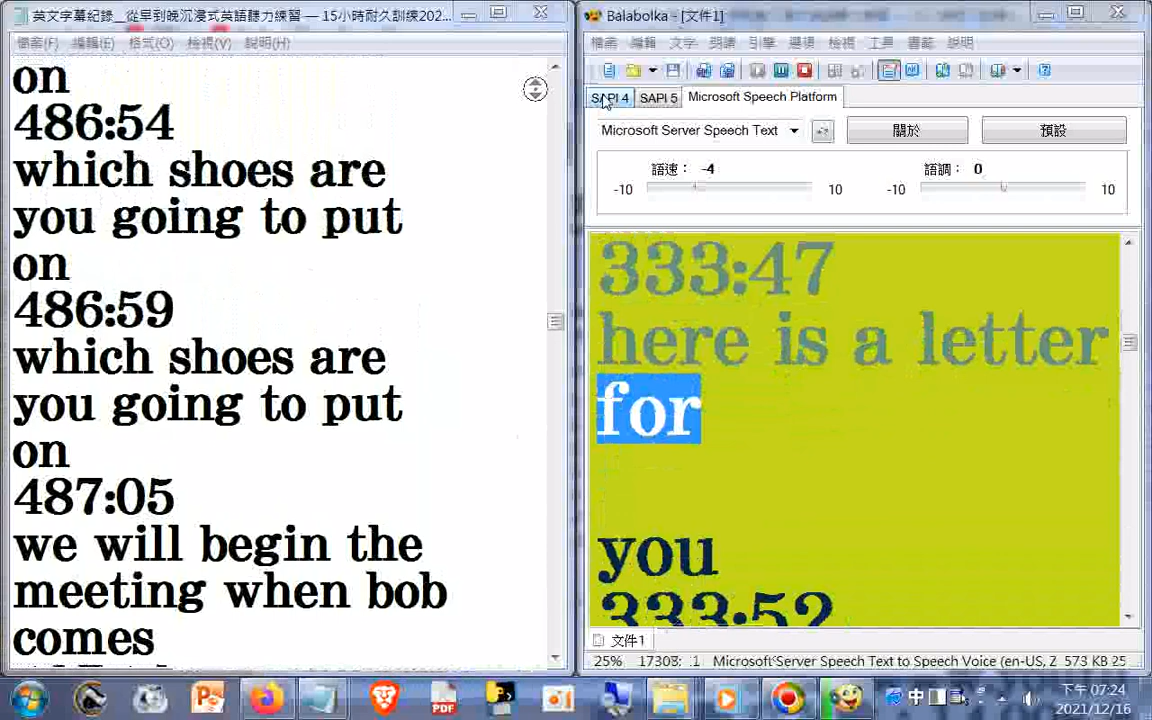 英文字幕紀錄__從早到晚沉浸式英語聽力練習 — 15小時耐久訓練202...
檔案(F) 編輯(E) 格式(O) 檢視(V) 說明(H)
on
486:54
which shoes are
you going to put
on
486:59
which shoes are
you going to put
on
487:05
we will begin the
meeting when bob
comes
Balabolka - [文件1]
檔案 編輯 文字 朗讀 引擎 選項 檢視 工具 書籤 說明
SAPI 4 SAPI 5 Microsoft Speech Platform
Microsoft Server Speech Text 關於 預設
語速： -4 語調： 0
-10 10 -10 10
333:47
here is a letter
for
you
333:52
文件1
25% 17303: 1 Microsoft Server Speech Text to Speech Voice (en-US, Z 573 KB 25
中
下午 07:24
2021/12/16